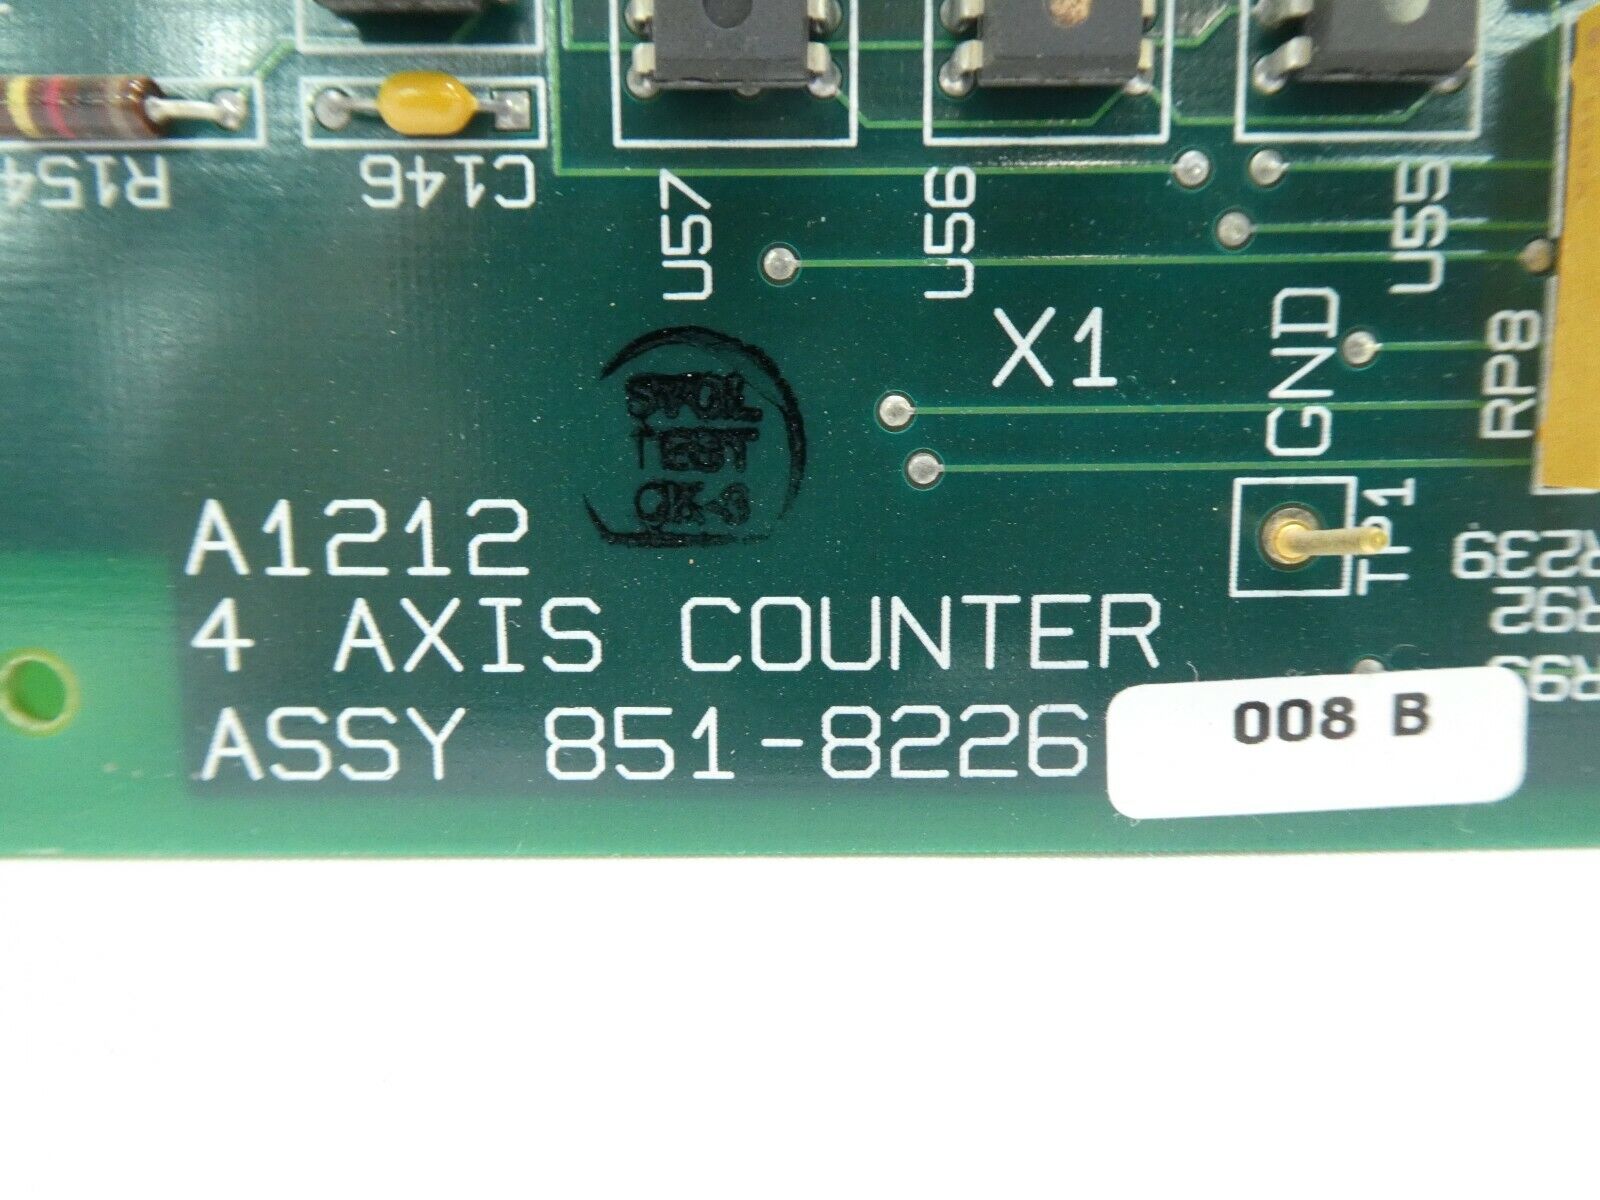 R154
C146
U57
U56
U55
X1
GND
RP8
TP1
TEST
A1212
4 AXIS COUNTER
ASSY 851-8226
008 B
R239
R92